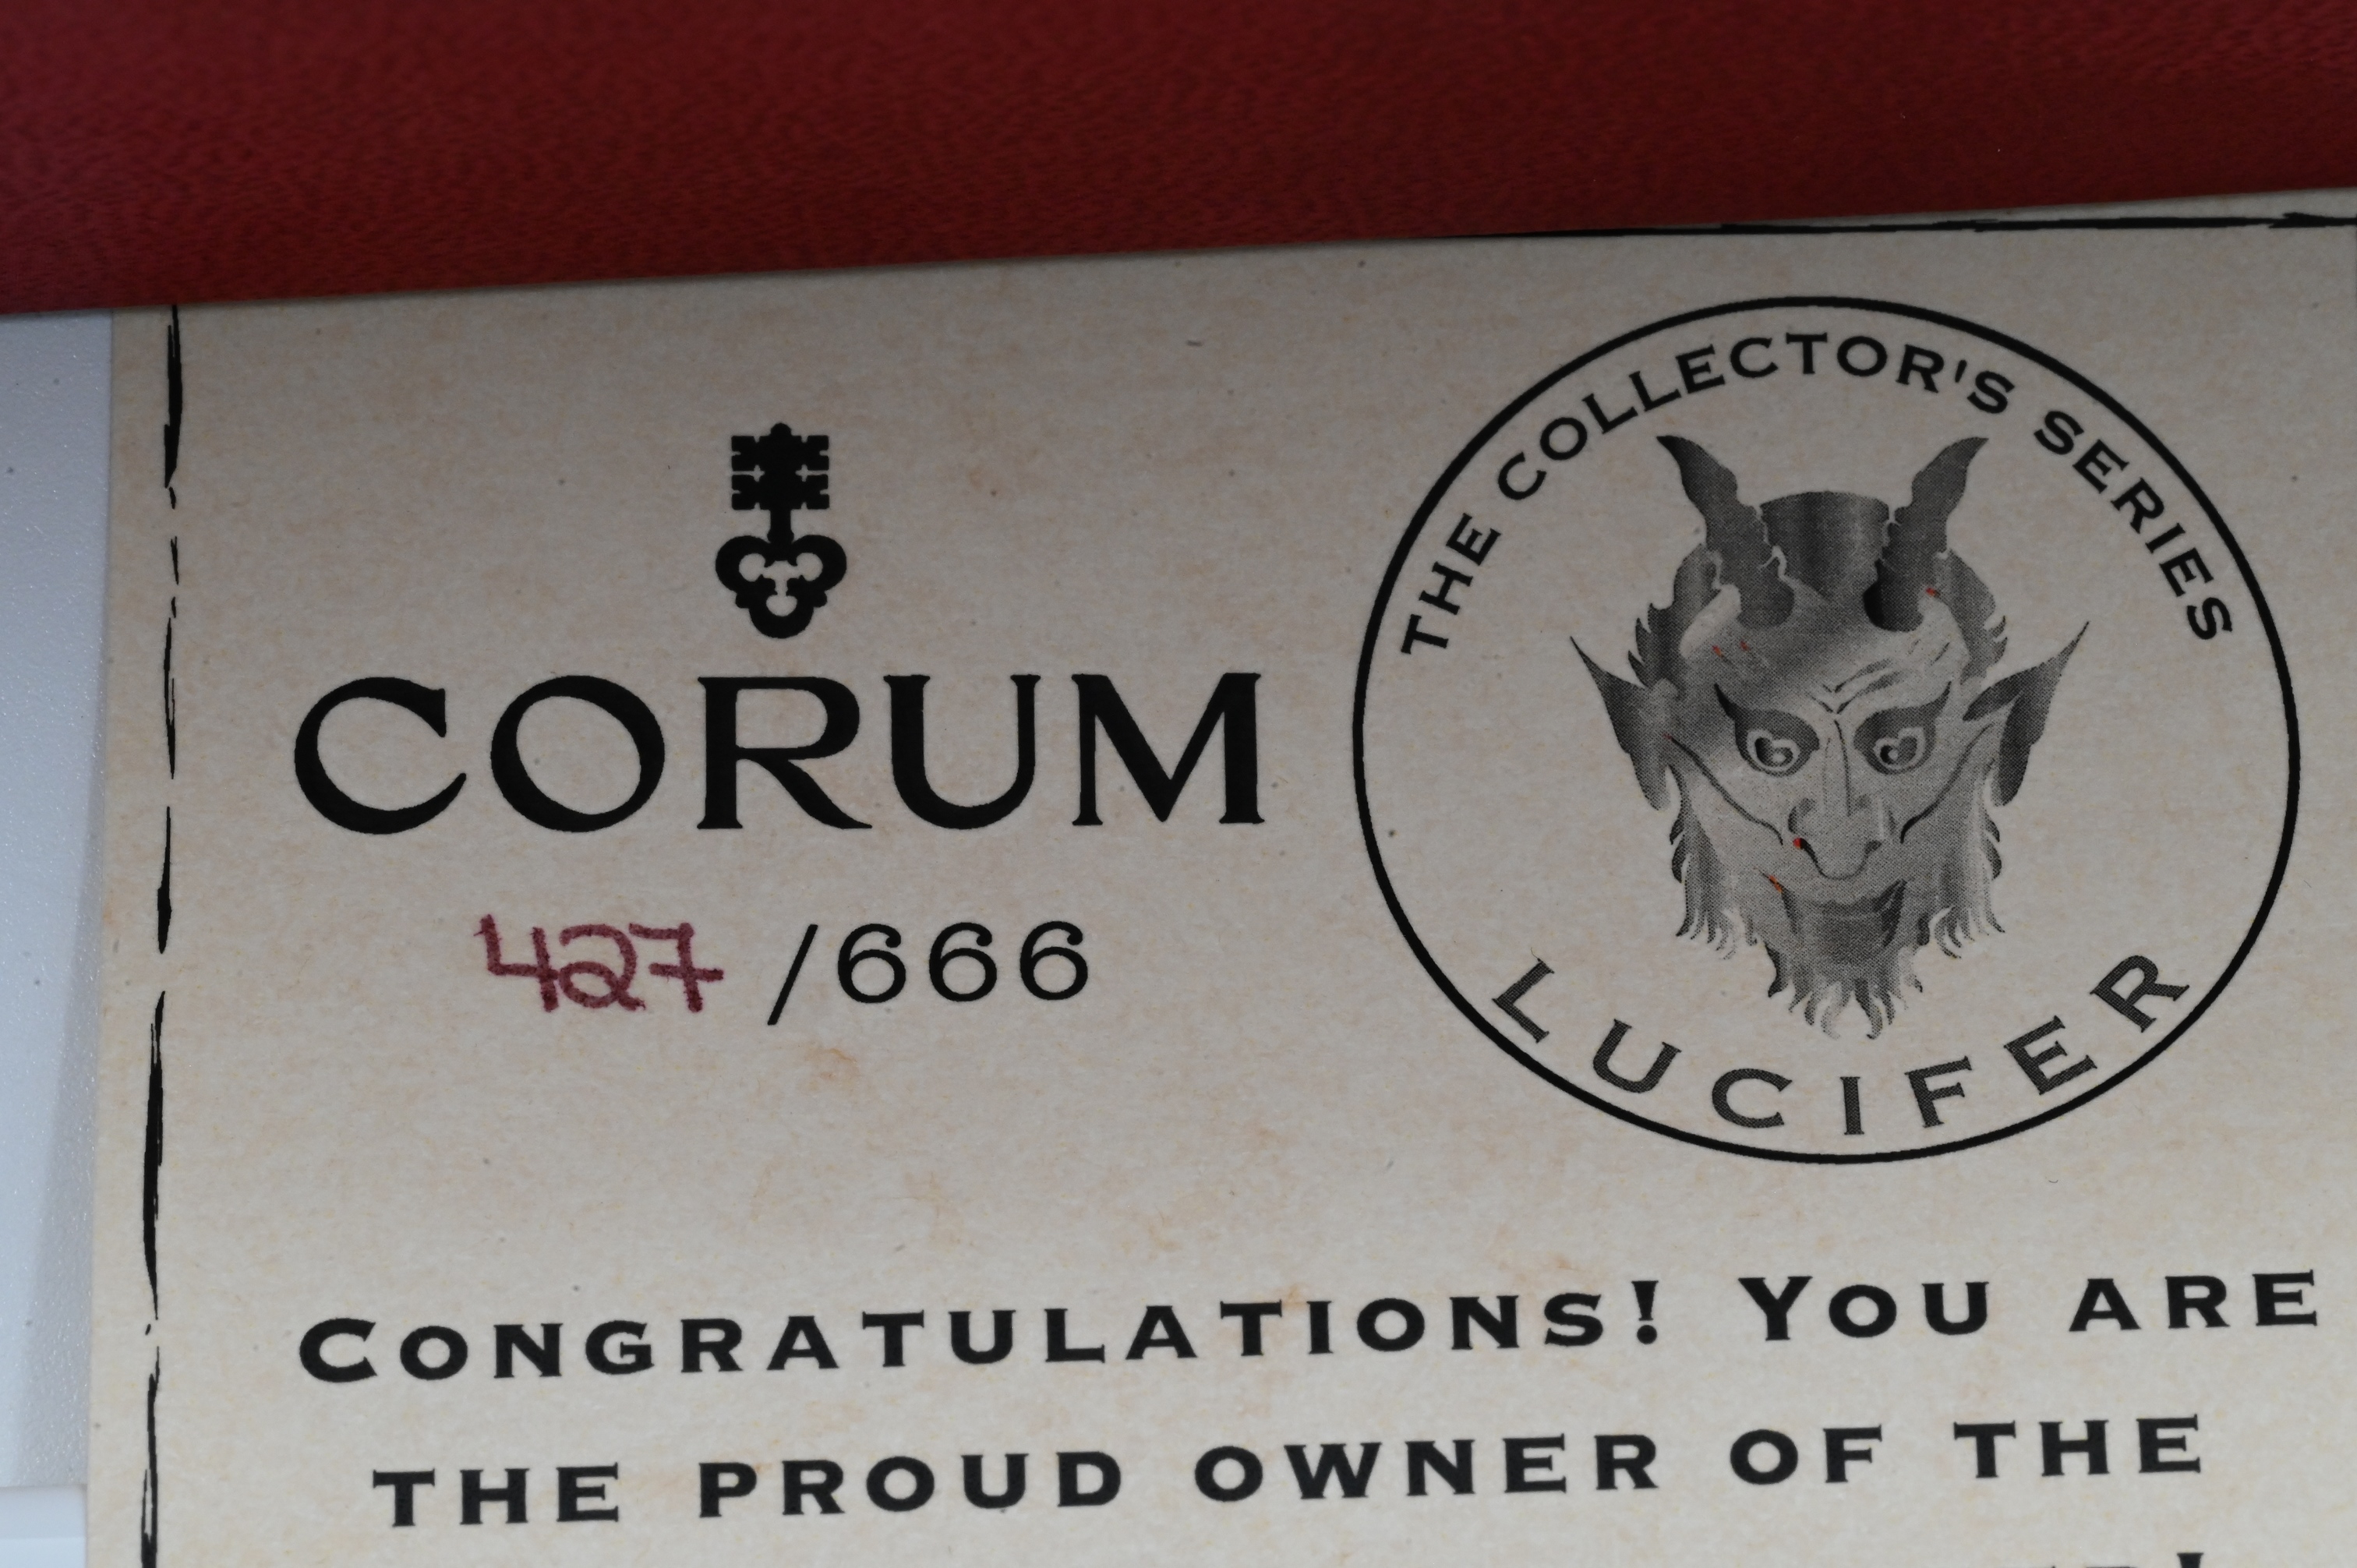 CORUM
427 /666
THE COLLECTOR'S SERIES
LUCIFER
CONGRATULATIONS! YOU ARE
THE PROUD OWNER OF THE